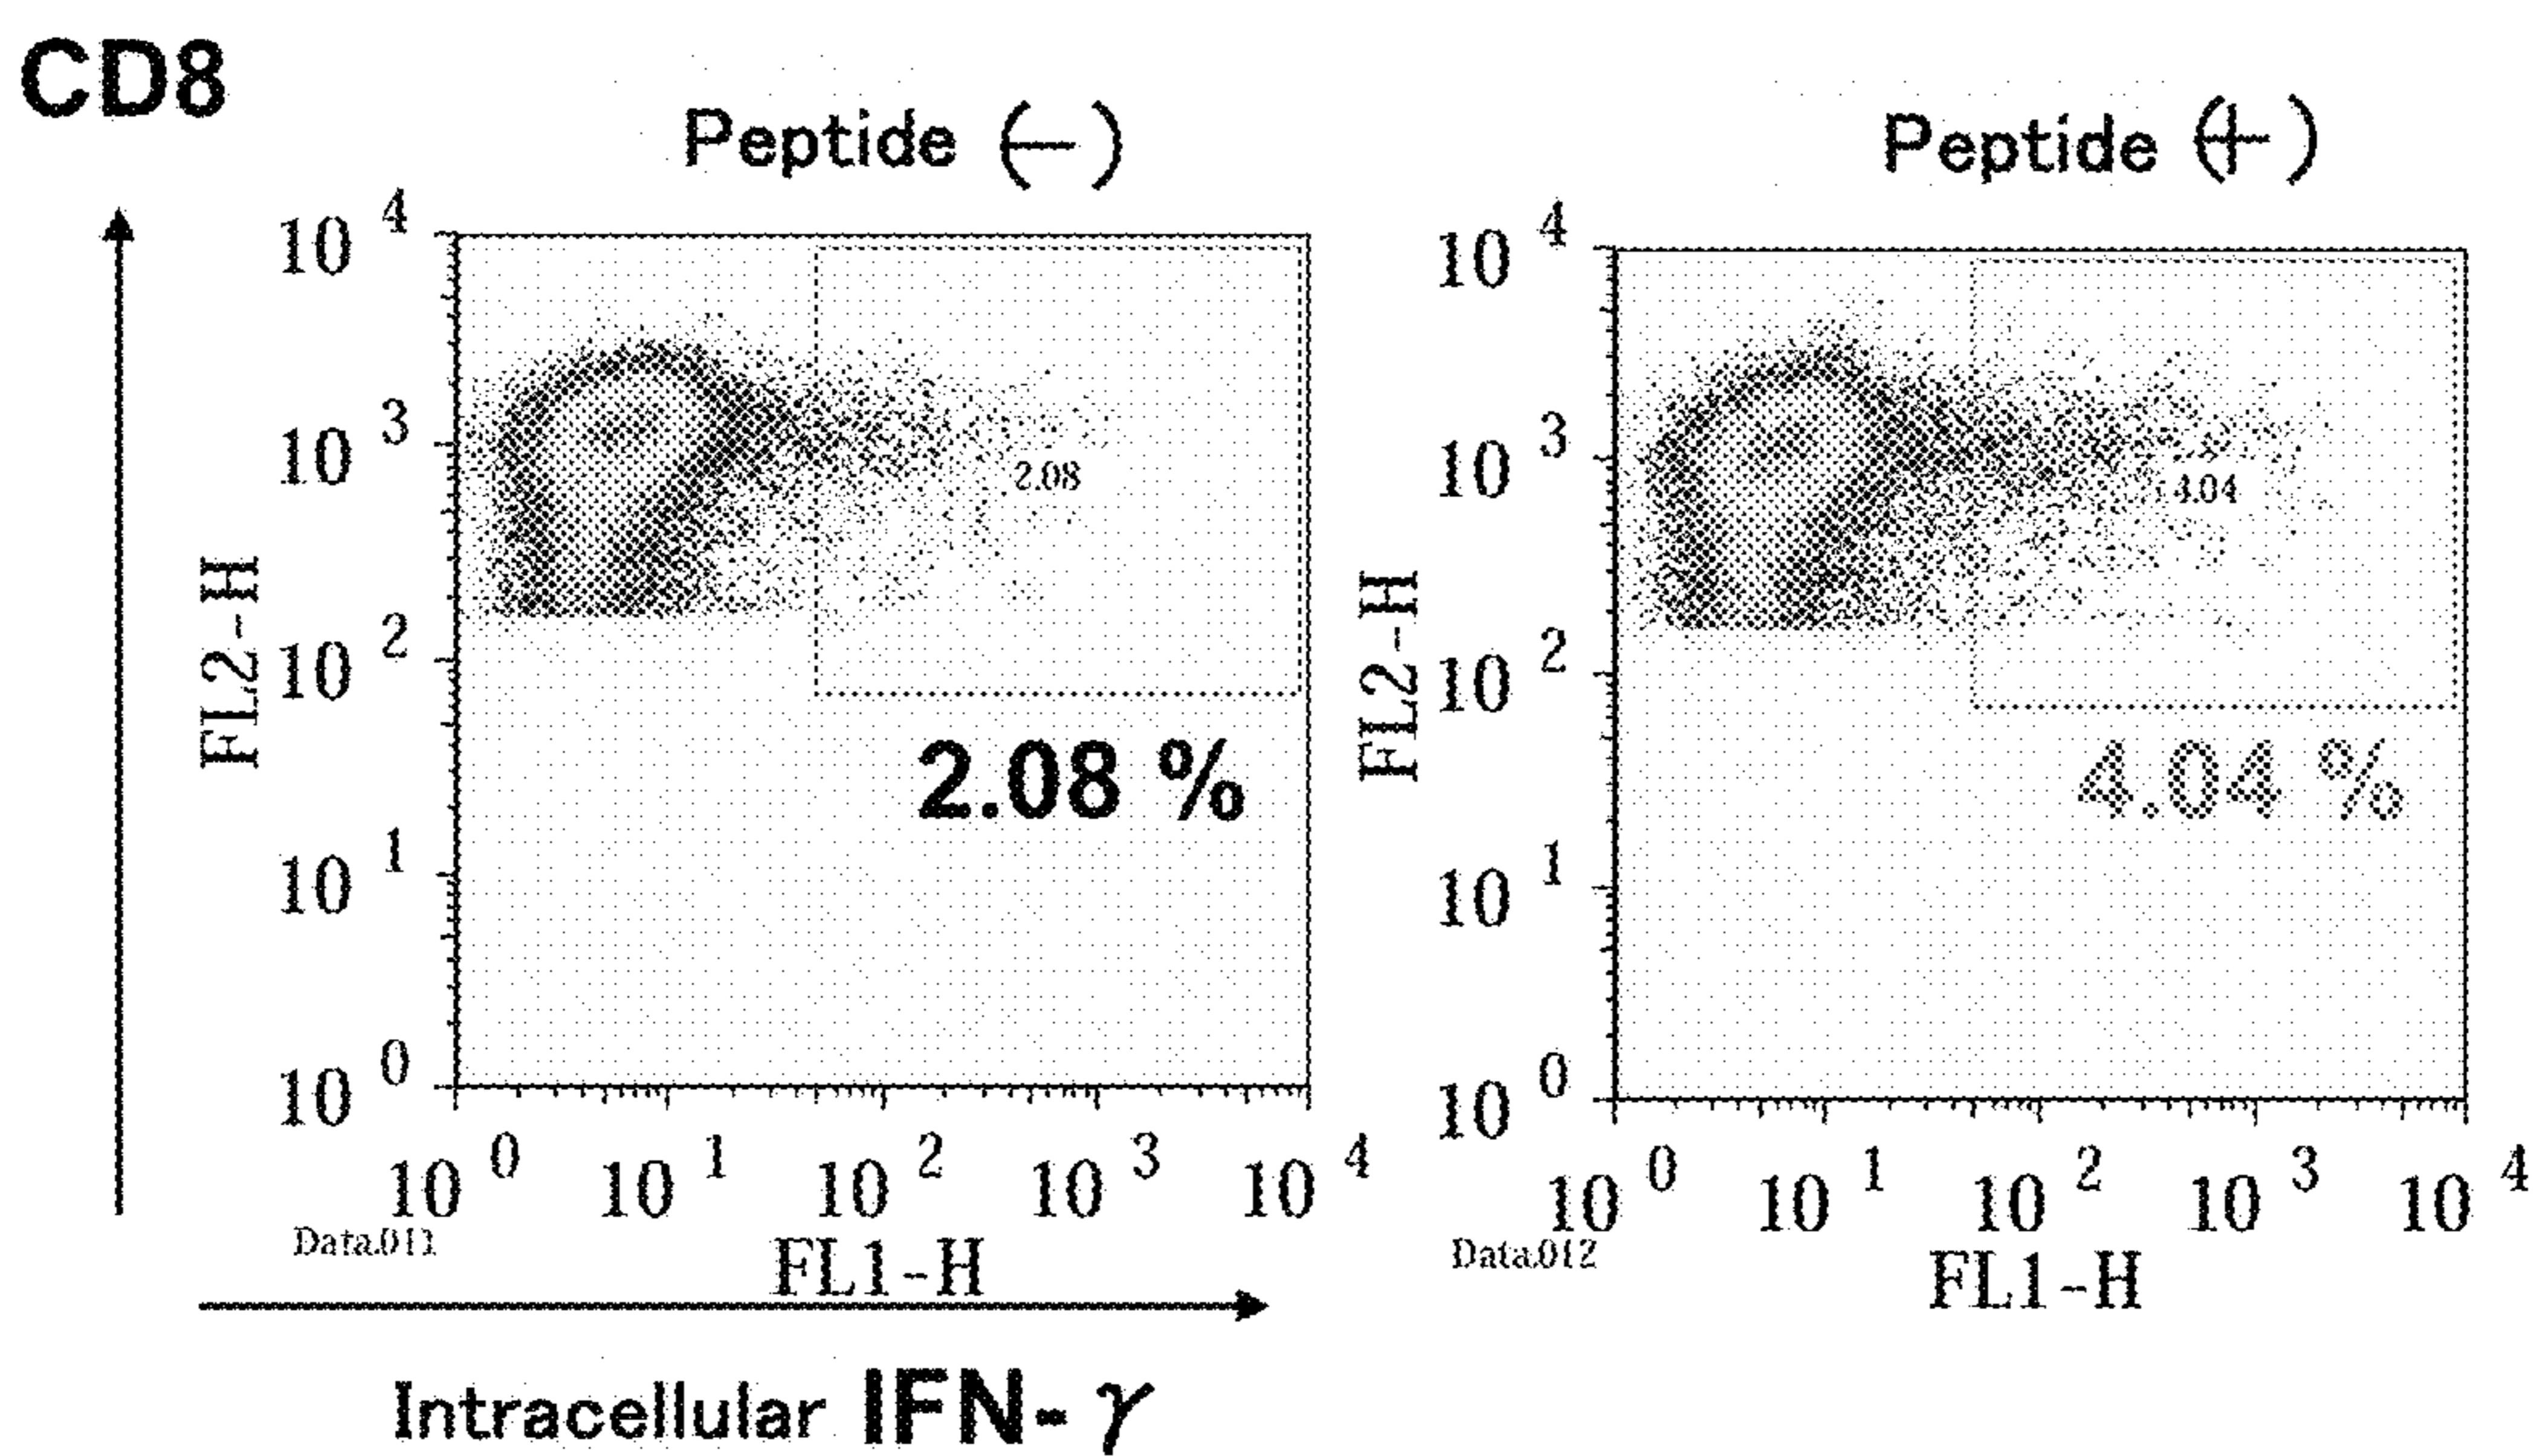 CD8
Peptide (-)
10 4
10 3
10 2
10 1
10 0
FL2-H
2.08
2.08 %
10 0 10 1 10 2 10 3 10 4
Data.011
FL1-H
Peptide (+)
10 4
10 3
10 2
10 1
10 0
FL2-H
4.04
4.04 %
10 0 10 1 10 2 10 3 10 4
Data.012
FL1-H
Intracellular IFN-γ